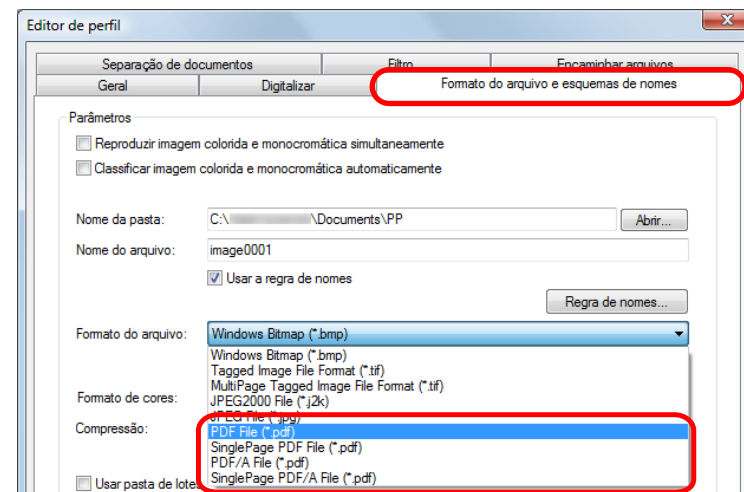 Editor de perfil
Separação de documentos Filtro Encaminhar arquivos
Geral Digitalizar Formato do arquivo e esquemas de nomes
Parâmetros
Reproduzir imagem colorida e monocromática simultaneamente
Classificar imagem colorida e monocromática automaticamente
Nome da pasta: C:\ \Documents\PP Abrir...
Nome do arquivo: image0001
Usar a regra de nomes
Regra de nomes...
Formato do arquivo: Windows Bitmap (*.bmp)
Windows Bitmap (*.bmp)
Tagged Image File Format (*.tif)
MultiPage Tagged Image File Format (*.tif)
Formato de cores: JPEG2000 File (*.j2k)
JPEG File (*.jpg)
Compressão: PDF File (*.pdf)
SinglePage PDF File (*.pdf)
PDF/A File (*.pdf)
Usar pasta de lotes SinglePage PDF/A File (*.pdf)